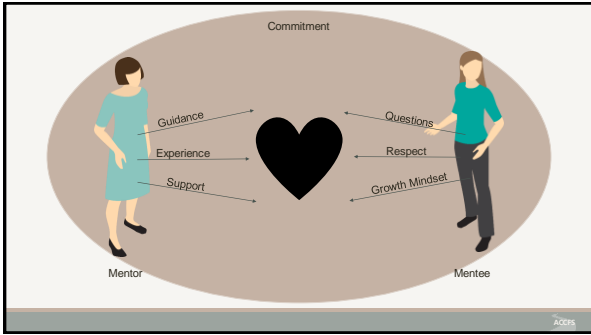 Commitment
Guidance
Questions
Experience
Respect
Support
Growth Mindset
Mentor
Mentee
ACCPS